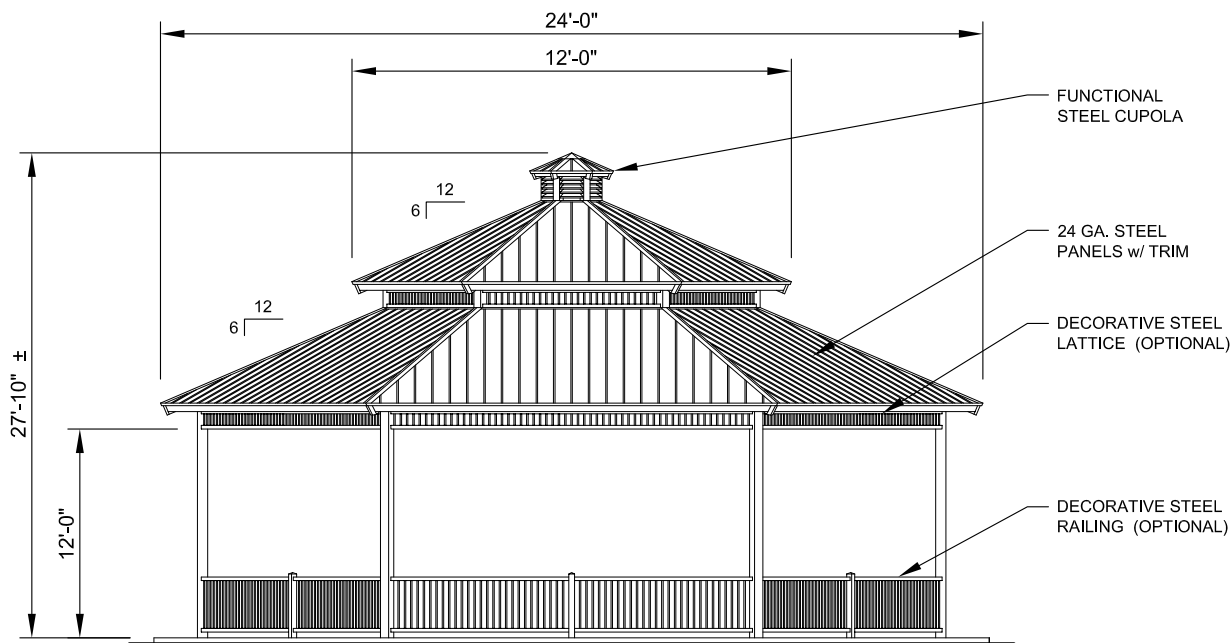 24'-0"
12'-0"
FUNCTIONAL
STEEL CUPOLA
12
6
24 GA. STEEL
PANELS w/ TRIM
12
6
DECORATIVE STEEL
LATTICE (OPTIONAL)
27'-10" ±
12'-0"
DECORATIVE STEEL
RAILING (OPTIONAL)